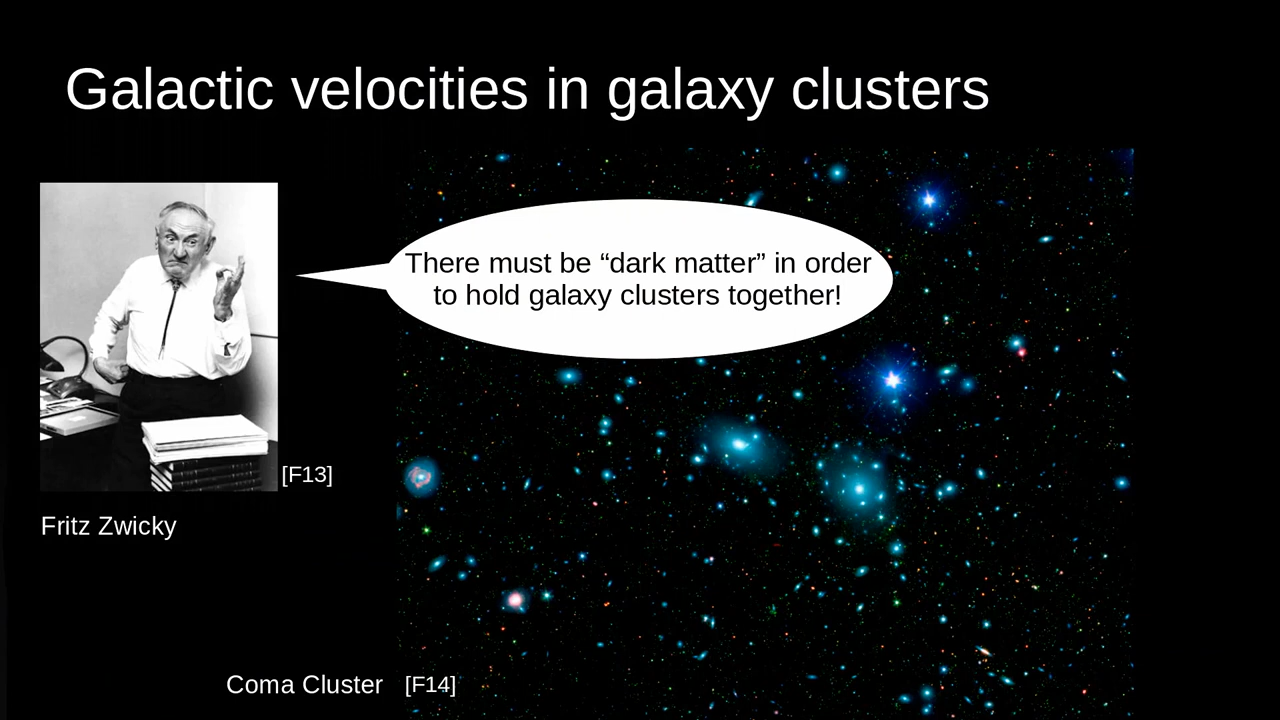 Galactic velocities in galaxy clusters
There must be “dark matter” in order
to hold galaxy clusters together!
[F13]
Fritz Zwicky
Coma Cluster [F14]